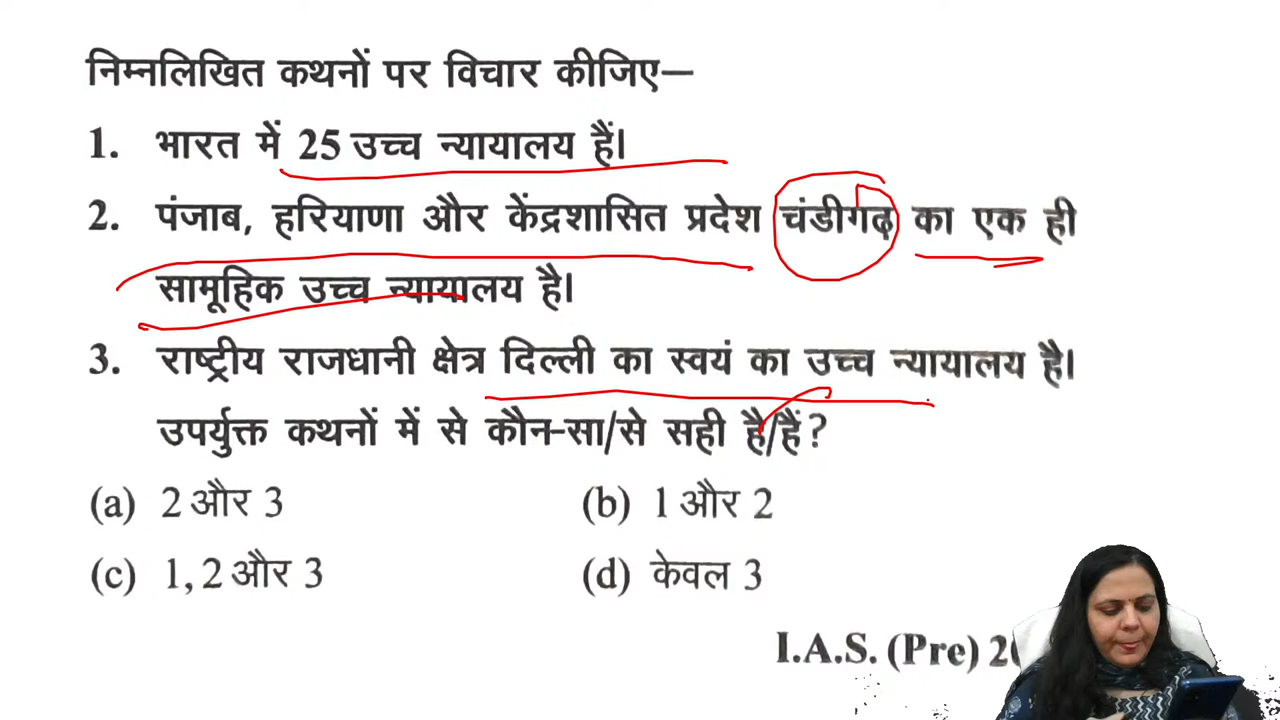 निम्नलिखित कथनों पर विचार कीजिए—
1. भारत में 25 उच्च न्यायालय हैं।
2. पंजाब, हरियाणा और केंद्रशासित प्रदेश चंडीगढ़ का एक ही
सामूहिक उच्च न्यायालय है।
3. राष्ट्रीय राजधानी क्षेत्र दिल्ली का स्वयं का उच्च न्यायालय है।
उपर्युक्त कथनों में से कौन-सा/से सही है/हैं?
(a) 2 और 3 (b) 1 और 2
(c) 1, 2 और 3 (d) केवल 3
I.A.S. (Pre)